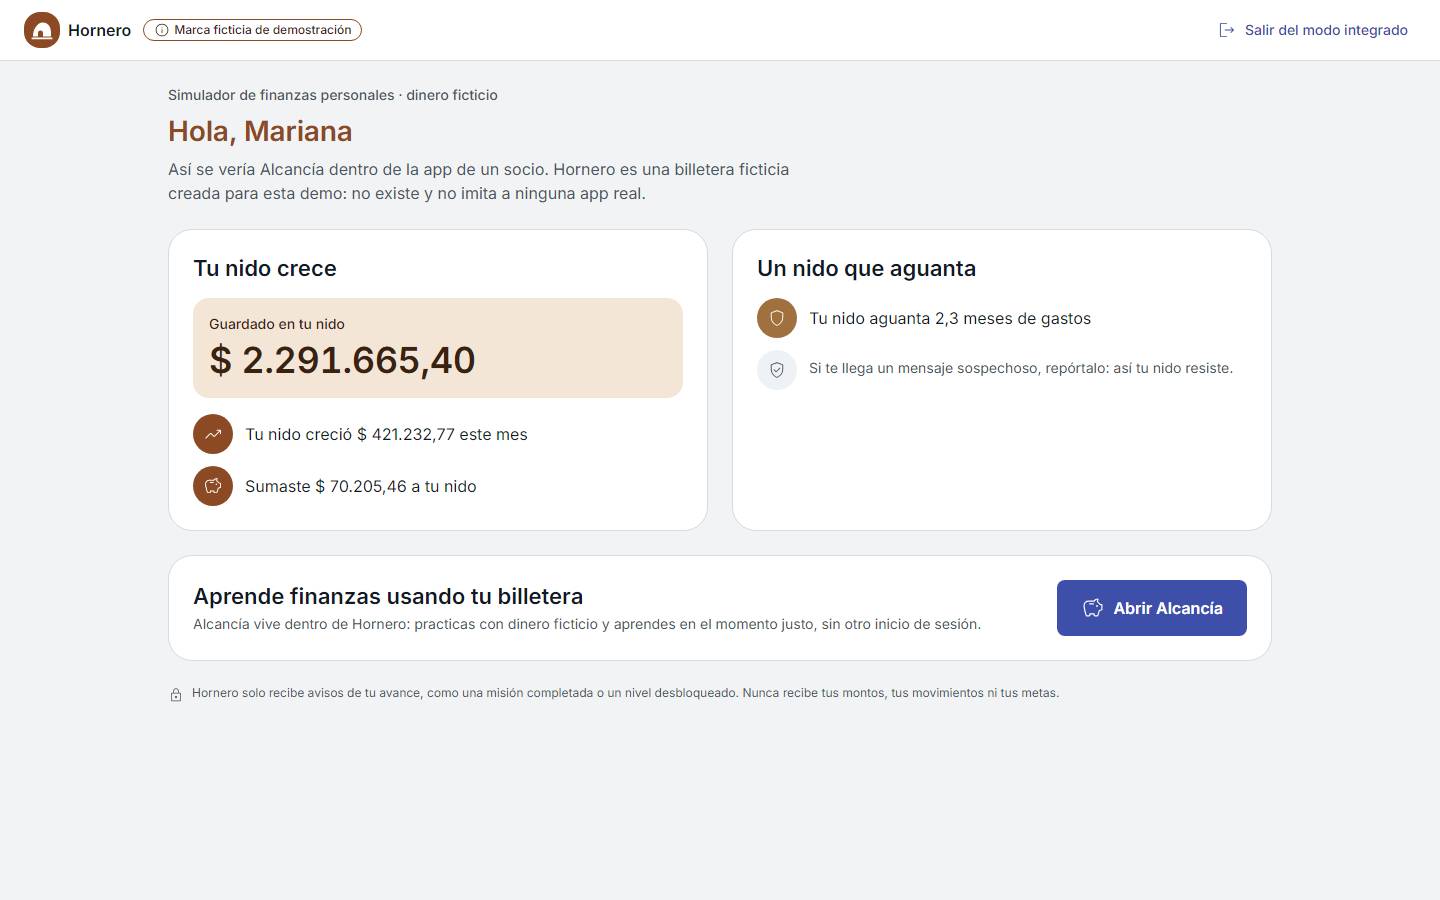 Hornero
Marca ficticia de demostración
Salir del modo integrado
Simulador de finanzas personales · dinero ficticio
Hola, Mariana
Así se vería Alcancía dentro de la app de un socio. Hornero es una billetera ficticia
creada para esta demo: no existe y no imita a ninguna app real.
Tu nido crece
Guardado en tu nido
$ 2.291.665,40
Tu nido creció $ 421.232,77 este mes
Sumaste $ 70.205,46 a tu nido
Un nido que aguanta
Tu nido aguanta 2,3 meses de gastos
Si te llega un mensaje sospechoso, repórtalo: así tu nido resiste.
Aprende finanzas usando tu billetera
Alcancía vive dentro de Hornero: practicas con dinero ficticio y aprendes en el momento justo, sin otro inicio de sesión.
Abrir Alcancía
Hornero solo recibe avisos de tu avance, como una misión completada o un nivel desbloqueado. Nunca recibe tus montos, tus movimientos ni tus metas.